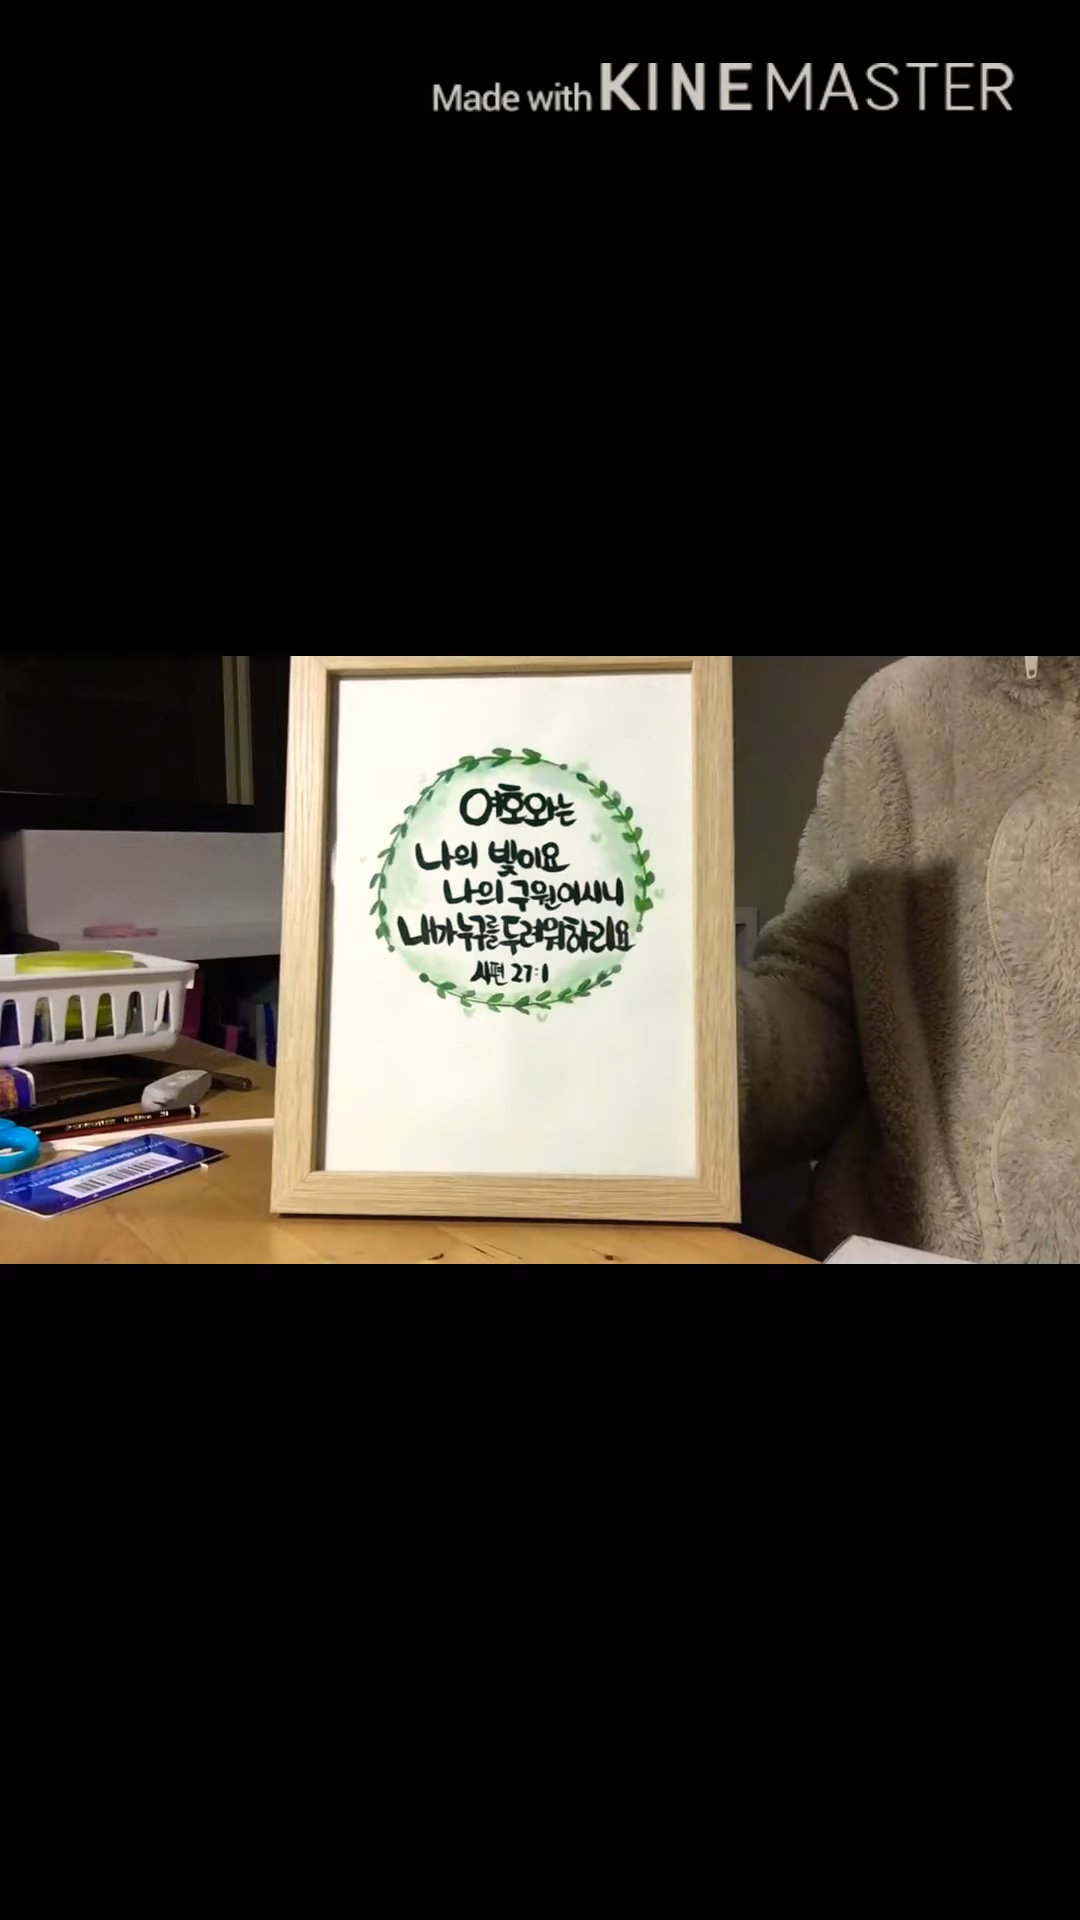 Made with KINEMASTER
여호와는
나의 빛이요
나의 구원이시니
내가 누구를 두려워하리요
시편 27:1